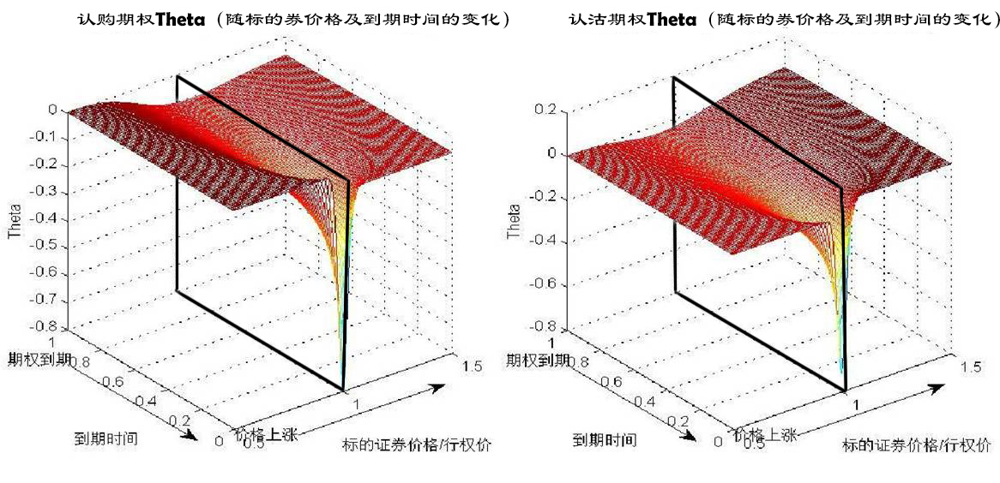 认购期权Theta（随标的券价格及到期时间的变化）
0
-0.1
-0.2
-0.3
-0.4
-0.5
-0.6
-0.7
-0.8
Theta
1
期权到期
0.8
0.6
0.4
0.2
0
到期时间
价格上涨
0.5
1
1.5
标的证券价格/行权价
认沽期权Theta（随标的券价格及到期时间的变化）
0.2
0
-0.2
-0.4
-0.6
-0.8
Theta
1
期权到期
0.8
0.6
0.4
0.2
0
到期时间
价格上涨
0.5
1
1.5
标的证券价格/行权价